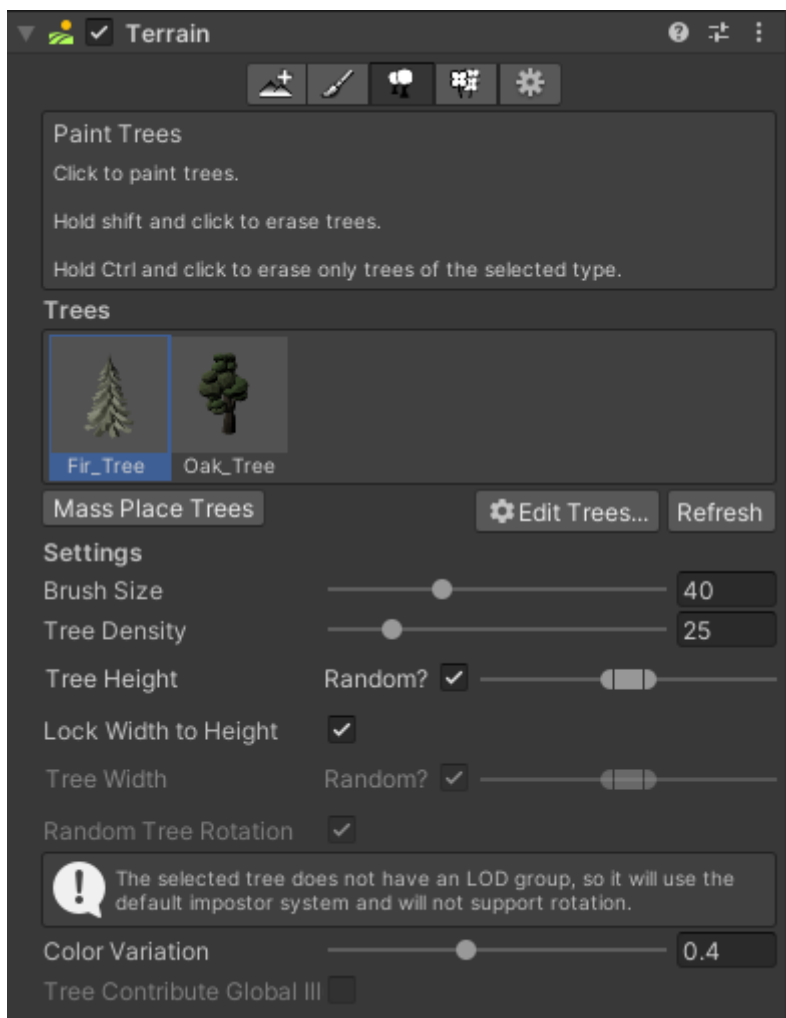 Terrain
Paint Trees
Click to paint trees.
Hold shift and click to erase trees.
Hold Ctrl and click to erase only trees of the selected type.
Trees
Fir_Tree Oak_Tree
Mass Place Trees Edit Trees... Refresh
Settings
Brush Size 40
Tree Density 25
Tree Height Random?
Lock Width to Height
Tree Width Random?
Random Tree Rotation
The selected tree does not have an LOD group, so it will use the
default impostor system and will not support rotation.
Color Variation 0.4
Tree Contribute Global Ill